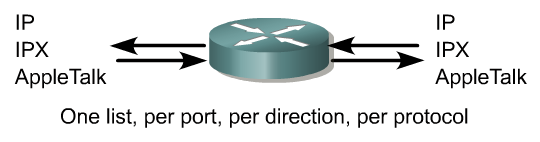 IP
IPX
AppleTalk
IP
IPX
AppleTalk
One list, per port, per direction, per protocol